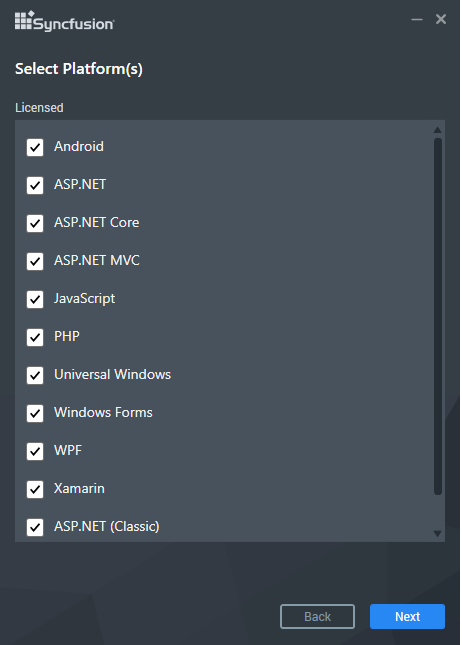 Syncfusion
Select Platform(s)
Licensed
Android
ASP.NET
ASP.NET Core
ASP.NET MVC
JavaScript
PHP
Universal Windows
Windows Forms
WPF
Xamarin
ASP.NET (Classic)
Back
Next